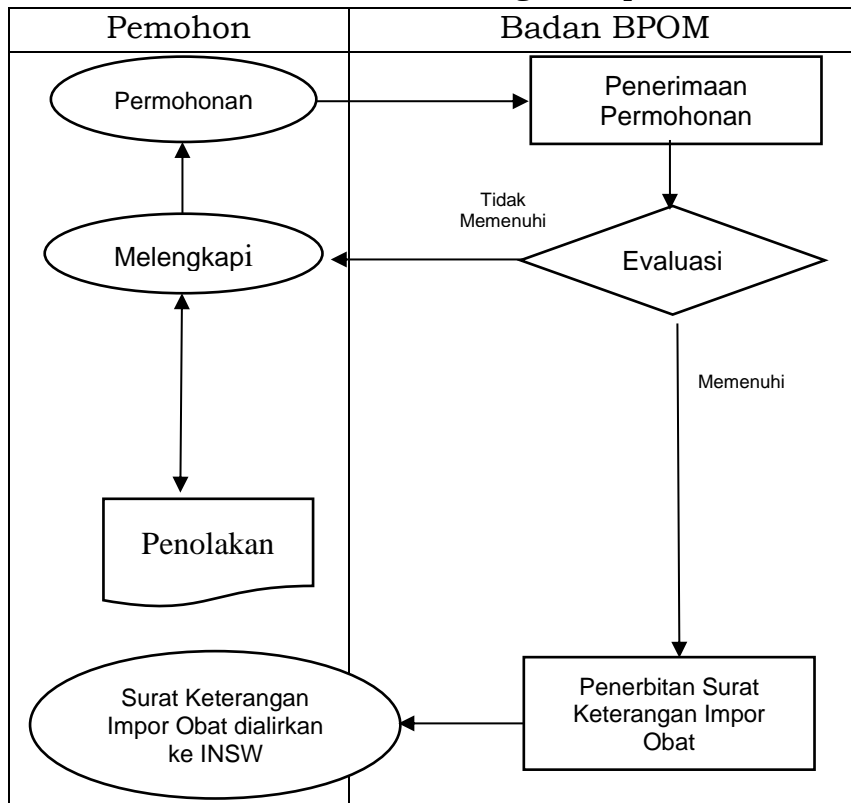 Pemohon
Badan BPOM
Permohonan
Penerimaan
Permohonan
Tidak
Memenuhi
Melengkapi
Evaluasi
Memenuhi
Penolakan
Surat Keterangan
Impor Obat dialirkan
ke INSW
Penerbitan Surat
Keterangan Impor
Obat